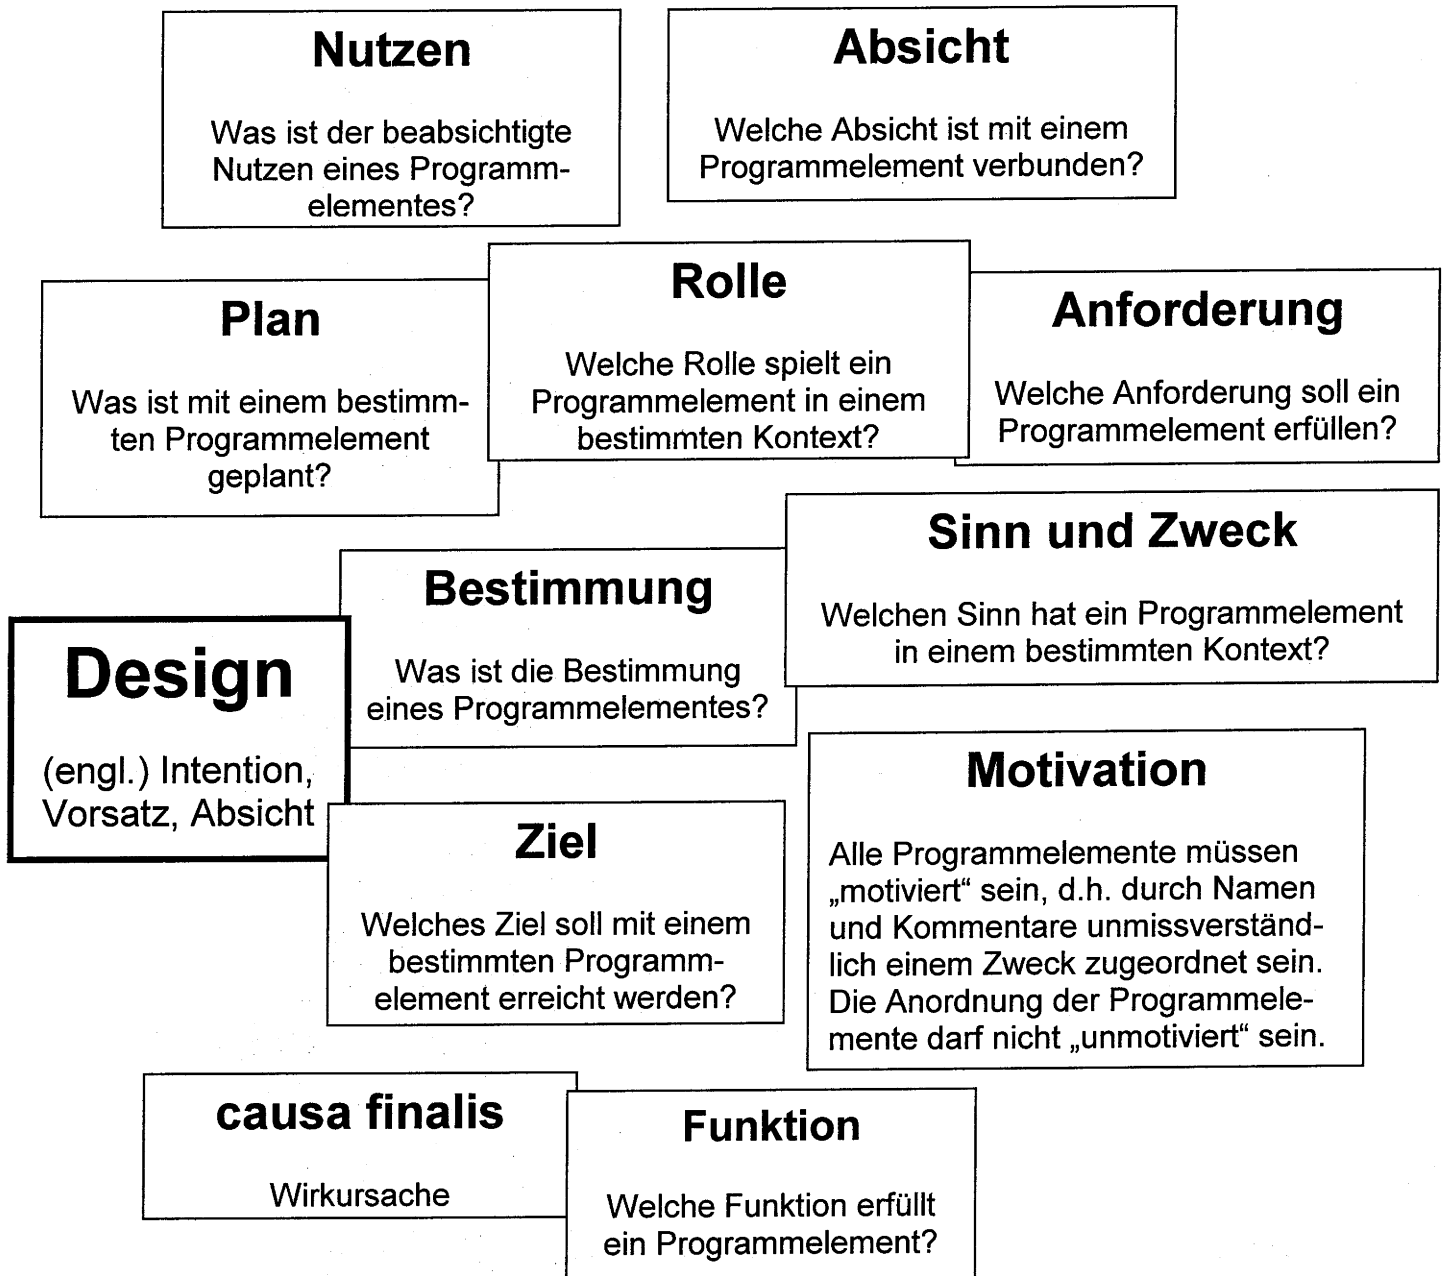 Nutzen
Was ist der beabsichtigte
Nutzen eines Programm-
elementes?
Absicht
Welche Absicht ist mit einem
Programmelement verbunden?
Plan
Was ist mit einem bestimm-
ten Programmelement
geplant?
Rolle
Welche Rolle spielt ein
Programmelement in einem
bestimmten Kontext?
Anforderung
Welche Anforderung soll ein
Programmelement erfüllen?
Sinn und Zweck
Welchen Sinn hat ein Programmelement
in einem bestimmten Kontext?
Bestimmung
Was ist die Bestimmung
eines Programmelementes?
Design
(engl.) Intention,
Vorsatz, Absicht
Ziel
Welches Ziel soll mit einem
bestimmten Programm-
element erreicht werden?
Motivation
Alle Programmelemente müssen
„motiviert“ sein, d.h. durch Namen
und Kommentare unmissverständ-
lich einem Zweck zugeordnet sein.
Die Anordnung der Programmele-
mente darf nicht „unmotiviert“ sein.
causa finalis
Wirkursache
Funktion
Welche Funktion erfüllt
ein Programmelement?